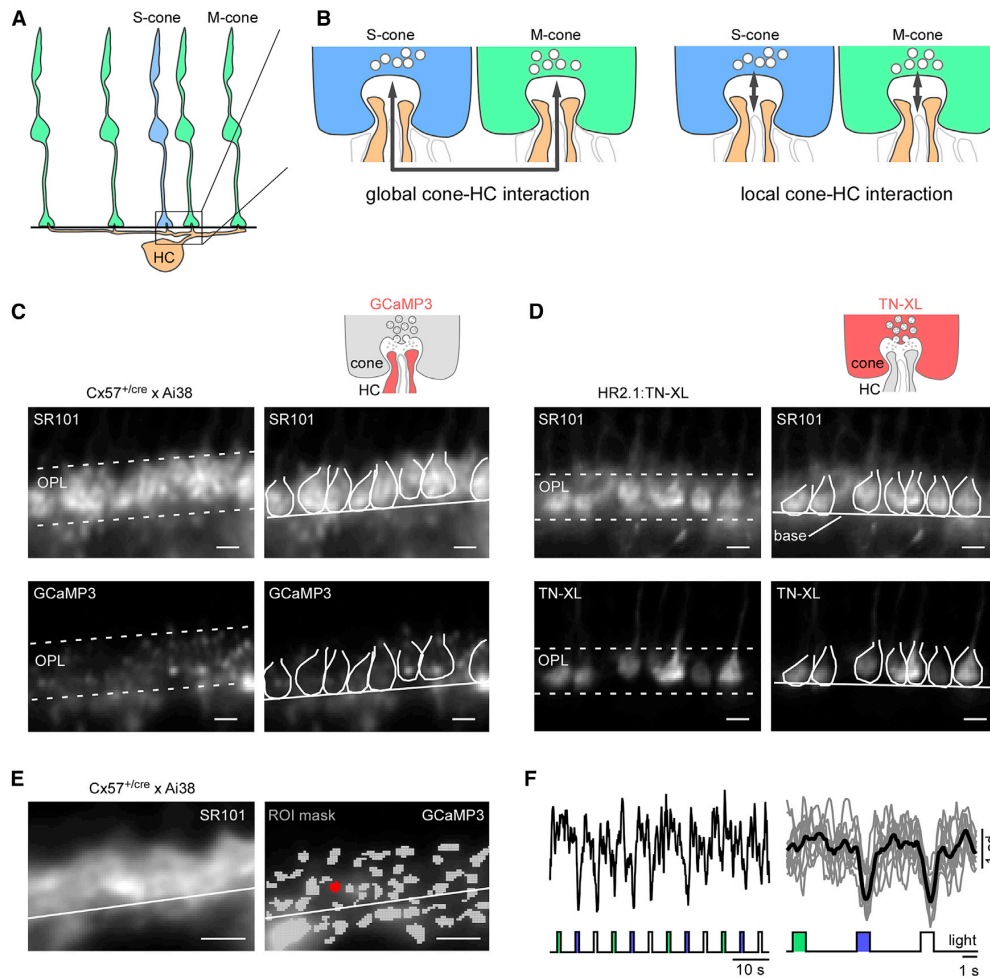 A
S-cone M-cone
HC
B
S-cone M-cone
global cone-HC interaction
S-cone M-cone
local cone-HC interaction
C
GCaMP3
cone
HC
Cx57+/cre x Ai38
SR101
OPL
SR101
GCaMP3
OPL
GCaMP3
D
TN-XL
cone
HC
HR2.1:TN-XL
SR101
OPL
SR101
base
TN-XL
OPL
TN-XL
E
Cx57+/cre x Ai38
SR101
ROI mask GCaMP3
F
10 s
1 sd
light
1 s